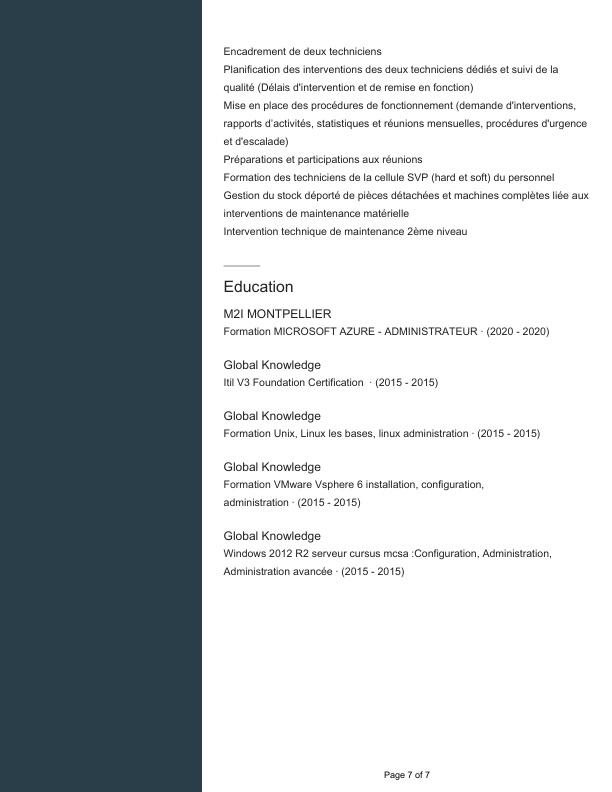 Encadrement de deux techniciens
Planification des interventions des deux techniciens dédiés et suivi de la
qualité (Délais d'intervention et de remise en fonction)
Mise en place des procédures de fonctionnement (demande d'interventions,
rapports d'activités, statistiques et réunions mensuelles, procédures d'urgence
et d'escalade)
Préparations et participations aux réunions
Formation des techniciens de la cellule SVP (hard et soft) du personnel
Gestion du stock déporté de pièces détachées et machines complètes liée aux
interventions de maintenance matérielle
Intervention technique de maintenance 2ème niveau
Education
M2I MONTPELLIER
Formation MICROSOFT AZURE - ADMINISTRATEUR · (2020 - 2020)
Global Knowledge
Itil V3 Foundation Certification · (2015 - 2015)
Global Knowledge
Formation Unix, Linux les bases, linux administration · (2015 - 2015)
Global Knowledge
Formation VMware Vsphere 6 installation, configuration,
administration · (2015 - 2015)
Global Knowledge
Windows 2012 R2 serveur cursus mcsa :Configuration, Administration,
Administration avancée · (2015 - 2015)
Page 7 of 7